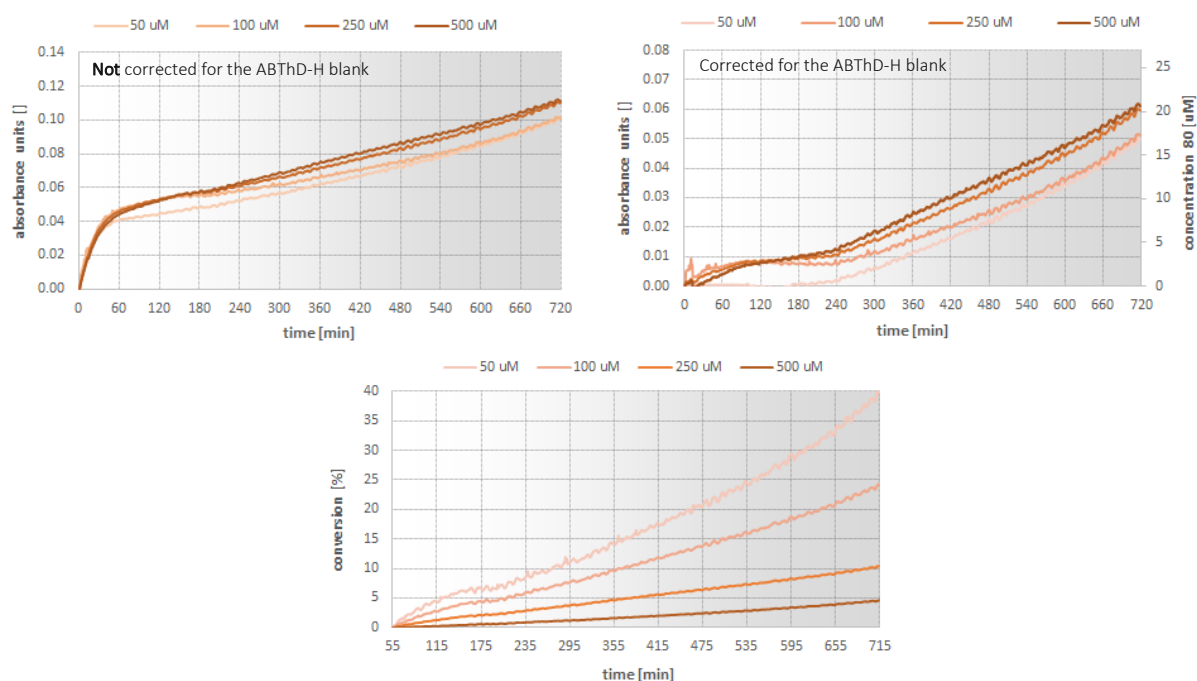 50 uM 100 uM 250 uM 500 uM
0.14
0.12
0.10
0.08
0.06
0.04
0.02
0.00
absorbance units []
Not corrected for the ABThD-H blank
0 60 120 180 240 300 360 420 480 540 600 660 720
time [min]
50 uM 100 uM 250 uM 500 uM
0.08
0.07
0.06
0.05
0.04
0.03
0.02
0.01
0.00
absorbance units []
Corrected for the ABThD-H blank
25
20
15
10
5
0
concentration 80 [uM]
0 60 120 180 240 300 360 420 480 540 600 660 720
time [min]
50 uM 100 uM 250 uM 500 uM
40
35
30
25
20
15
10
5
0
conversion [%]
55 115 175 235 295 355 415 475 535 595 655 715
time [min]